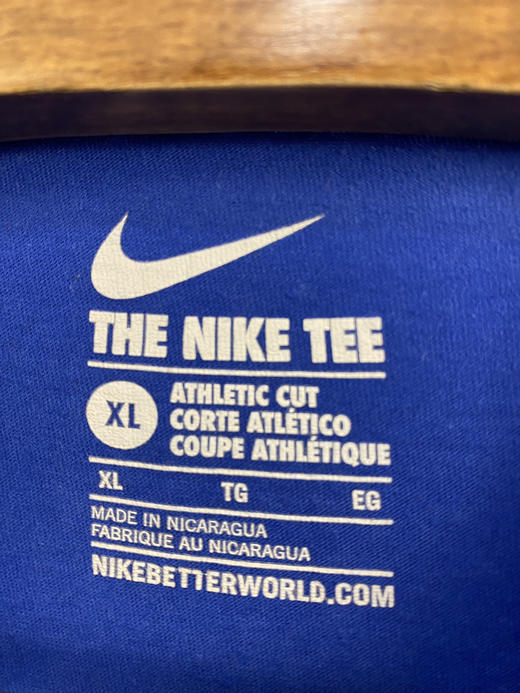 THE NIKE TEE
XL
ATHLETIC CUT
CORTE ATLÉTICO
COUPE ATHLÉTIQUE
XL TG EG
MADE IN NICARAGUA
FABRIQUE AU NICARAGUA
NIKEBETTERWORLD.COM